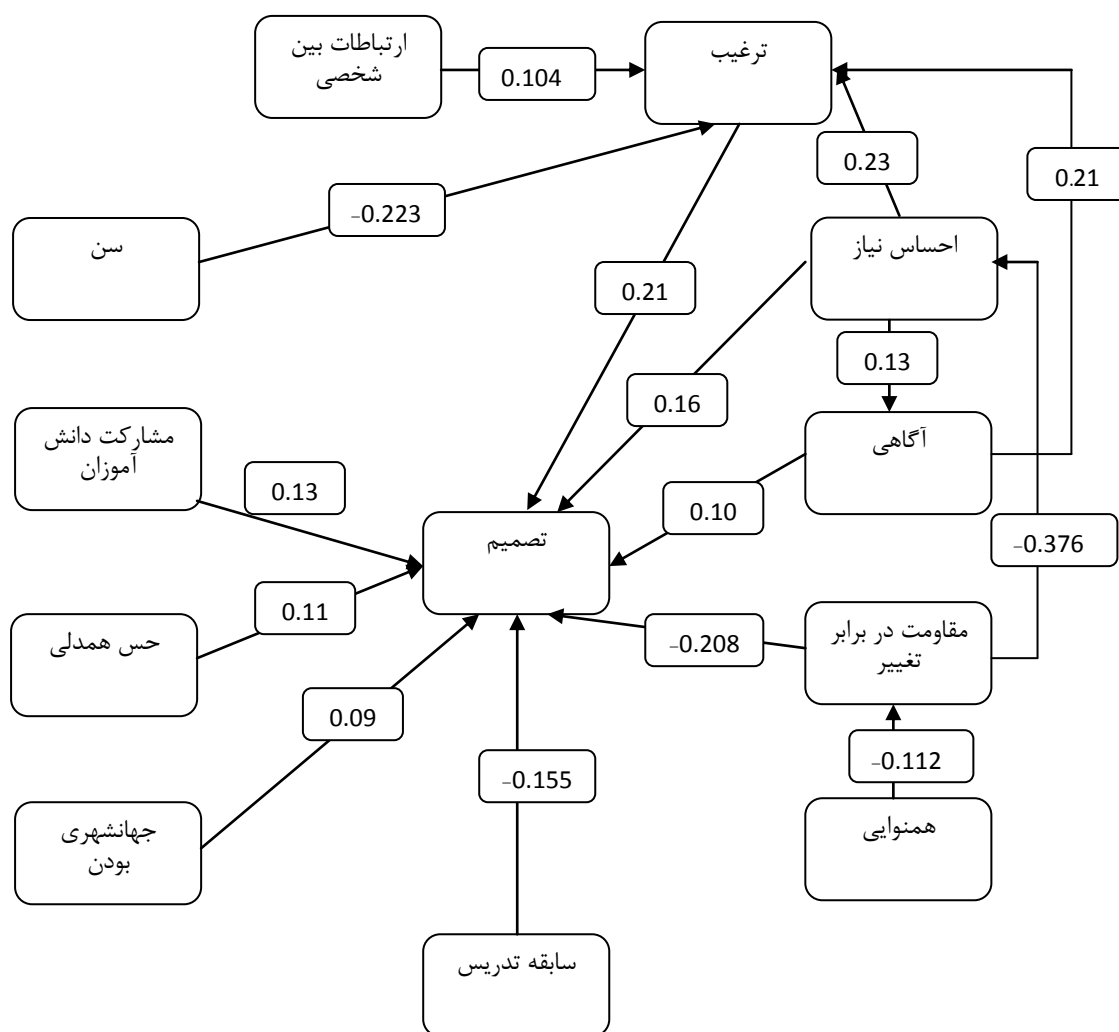 ارتباطات بین
شخصی
0.104
ترغیب
0.23
0.21
-0.223
سن
احساس نیاز
0.21
0.13
0.16
مشارکت دانش
آموزان
0.13
آگاهی
0.10
تصمیم
-0.376
0.11
حس همدلی
-0.208
مقاومت در برابر
تغییر
0.09
-0.155
-0.112
جهانشهری
بودن
همنوایی
سابقه تدریس